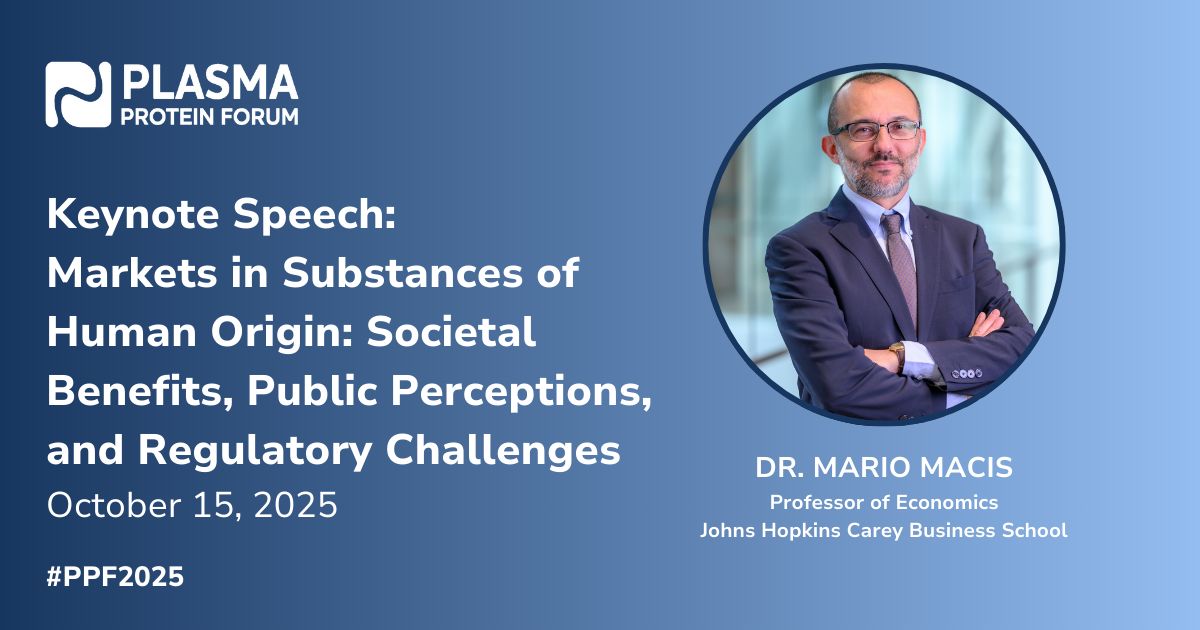 PLASMA
PROTEIN FORUM
Keynote Speech:
Markets in Substances of
Human Origin: Societal
Benefits, Public Perceptions,
and Regulatory Challenges
October 15, 2025
#PPF2025
DR. MARIO MACIS
Professor of Economics
Johns Hopkins Carey Business School